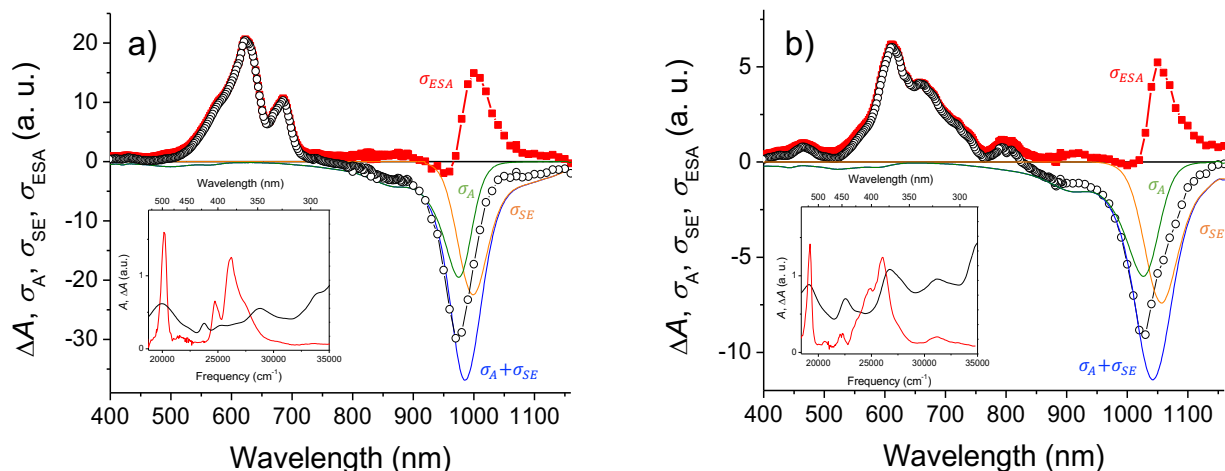 a)
ΔA, σA, σSE, σESA (a. u.)
20
10
0
-10
-20
-30
σESA
σA
σSE
σA+σSE
Wavelength (nm)
500 450 400 350 300
A, ΔA (a.u.)
1
0
20000 25000 30000 35000
Frequency (cm-1)
400 500 600 700 800 900 1000 1100
Wavelength (nm)
b)
ΔA, σA, σSE, σESA (a. u.)
5
0
-5
-10
σESA
σA
σSE
σA+σSE
Wavelength (nm)
500 450 400 350 300
A, ΔA (a. u.)
1
0
20000 25000 30000 35000
Frequency (cm-1)
400 500 600 700 800 900 1000 1100
Wavelength (nm)